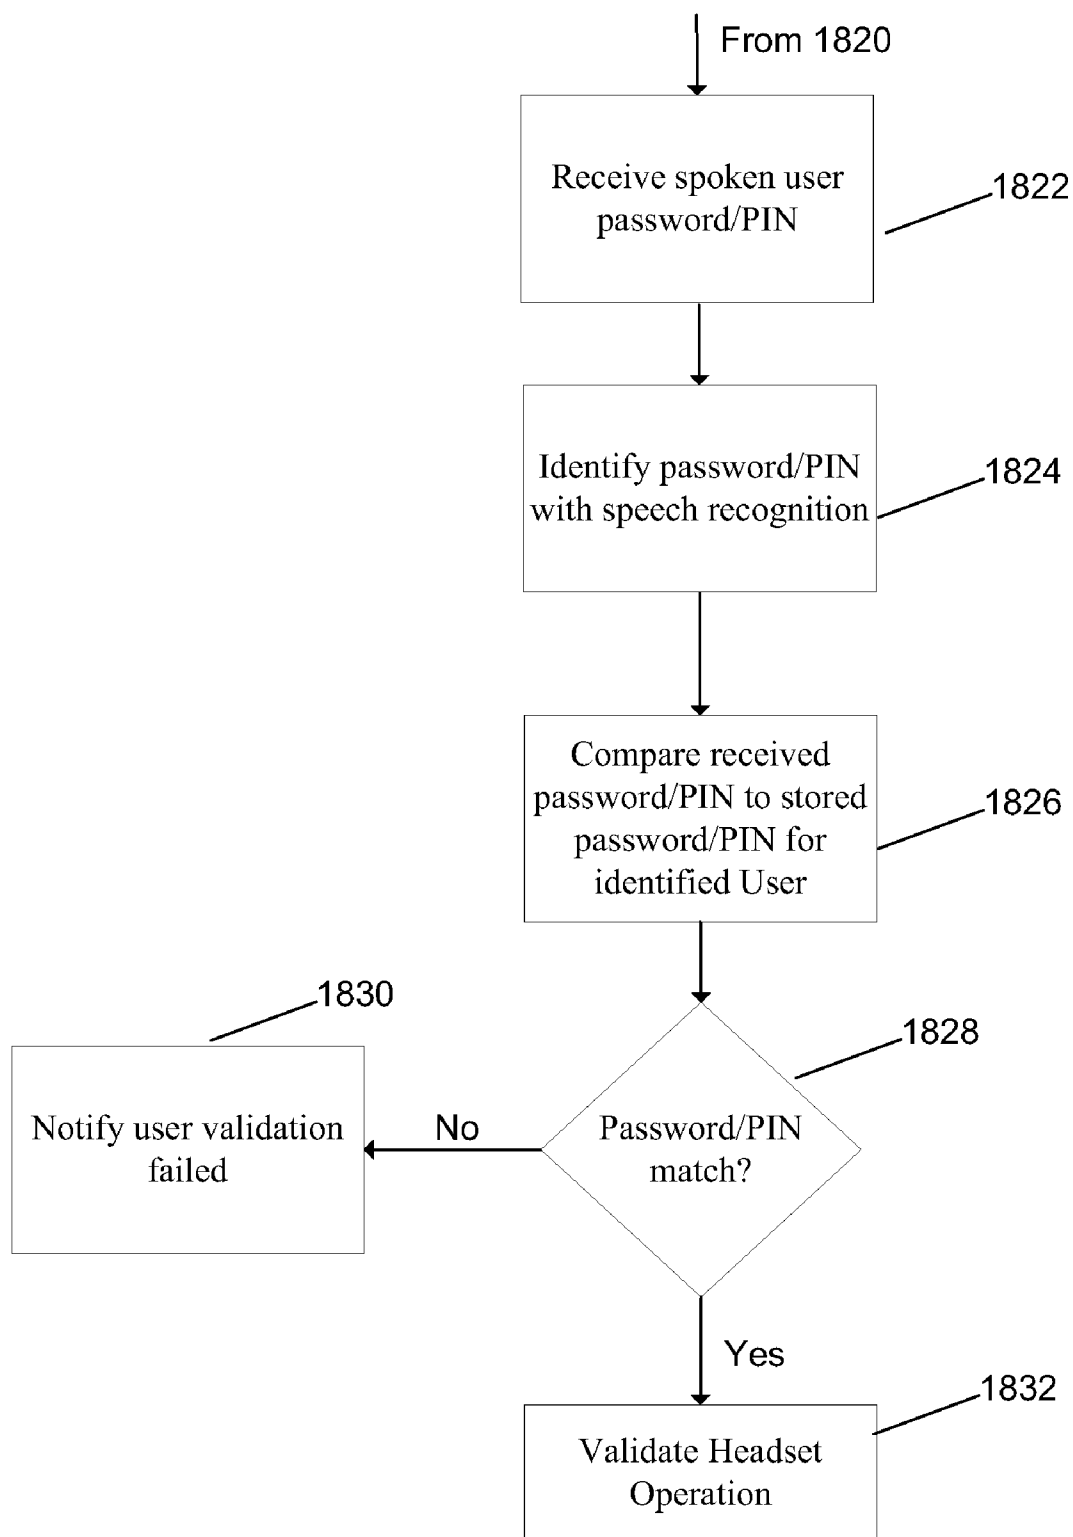 From 1820
Receive spoken user
password/PIN
1822
Identify password/PIN
with speech recognition
1824
Compare received
password/PIN to stored
password/PIN for
identified User
1826
1830
Notify user validation
failed
No
1828
Password/PIN
match?
Yes
1832
Validate Headset
Operation